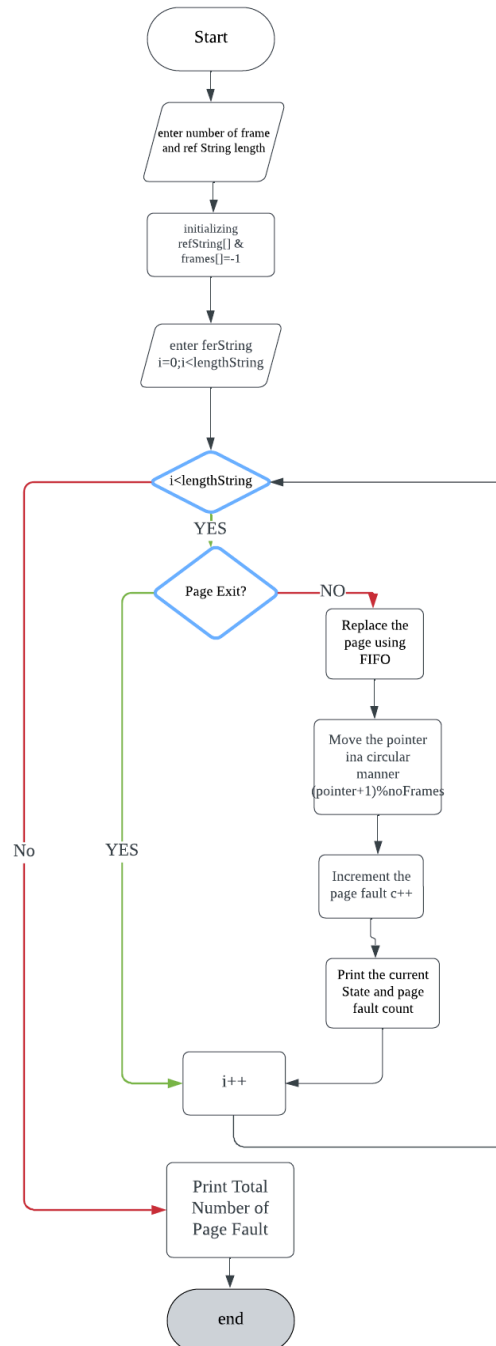 Start
enter number of frame
and ref String length
initializing
refString[] &
frames[]=-1
enter ferString
i=0;i<lengthString
i<lengthString
YES
Page Exit?
NO
Replace the
page using
FIFO
Move the pointer
ina circular
manner
(pointer+1)%noFrames
No
YES
Increment the
page fault c++
Print the current
State and page
fault count
i++
Print Total
Number of
Page Fault
end